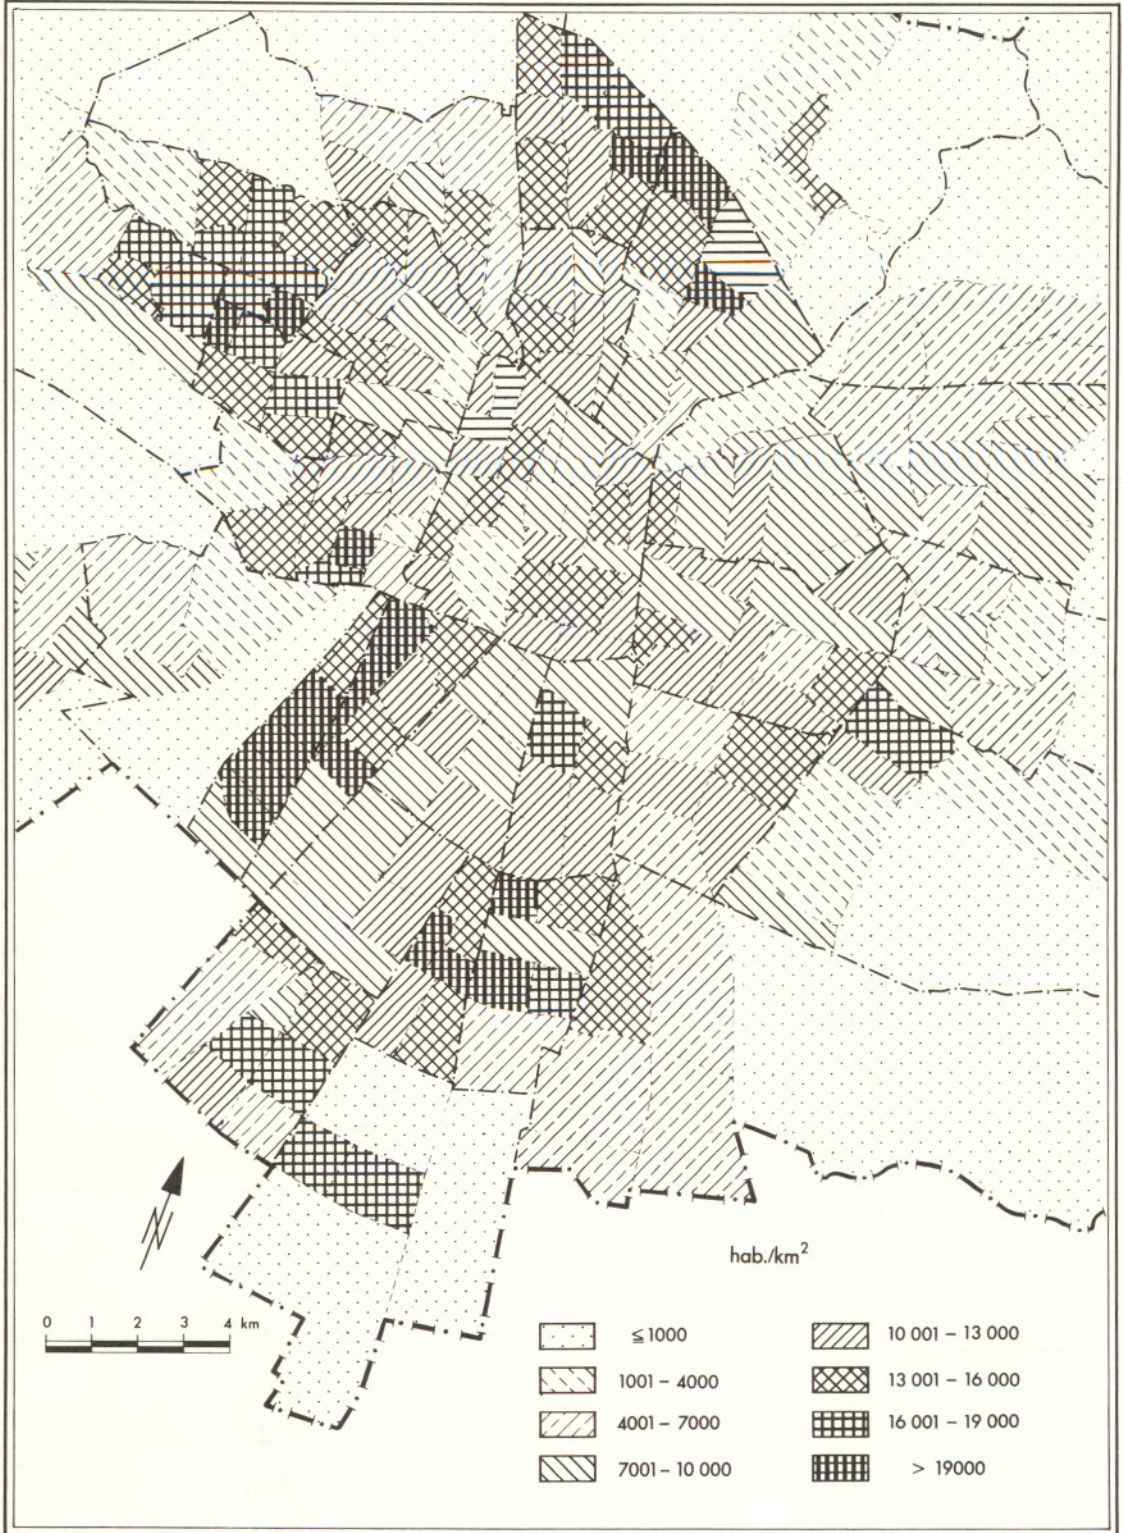 hab./km²
0 1 2 3 4 km
≦1000
1001 – 4000
4001 – 7000
7001 – 10 000
10 001 – 13 000
13 001 – 16 000
16 001 – 19 000
> 19000